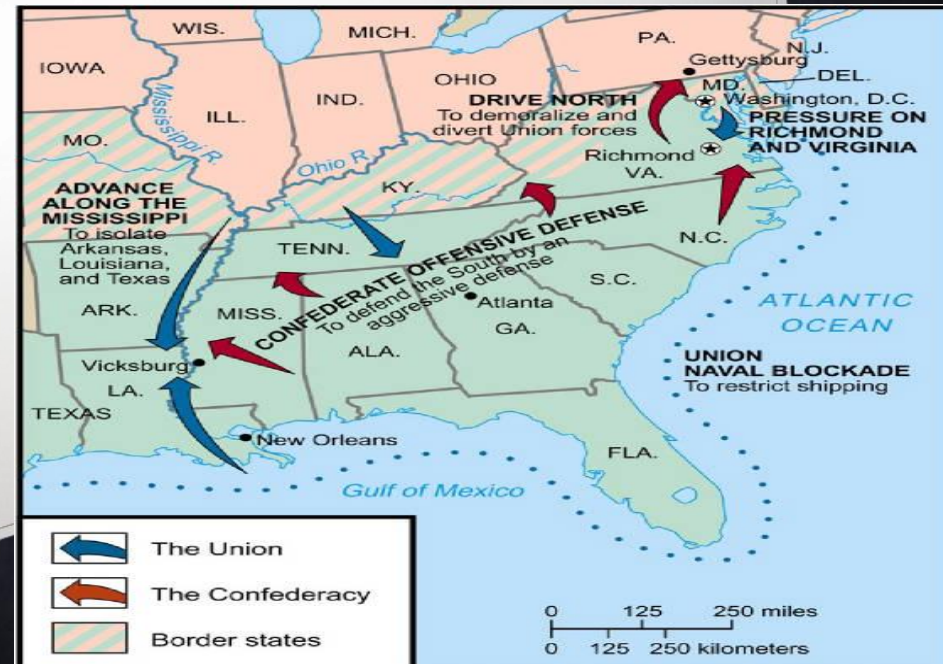 WIS.
MICH.
PA.
N.J.
IOWA
Gettysburg
OHIO
MD.
DEL.
IND.
ILL.
DRIVE NORTH
To demoralize and
divert Union forces
Washington, D.C.
PRESSURE ON
RICHMOND
AND VIRGINIA
Mississippi R.
MO.
Ohio R.
Richmond
VA.
KY.
ADVANCE
ALONG THE
MISSISSIPPI
To isolate
Arkansas,
Louisiana,
and Texas
TENN.
N.C.
CONFEDERATE OFFENSIVE DEFENSE
To defend the South by an
aggressive defense
S.C.
ARK.
MISS.
Atlanta
GA.
ALA.
ATLANTIC
OCEAN
Vicksburg
LA.
UNION
NAVAL BLOCKADE
To restrict shipping
TEXAS
New Orleans
FLA.
Gulf of Mexico
The Union
The Confederacy
Border states
0 125 250 miles
0 125 250 kilometers